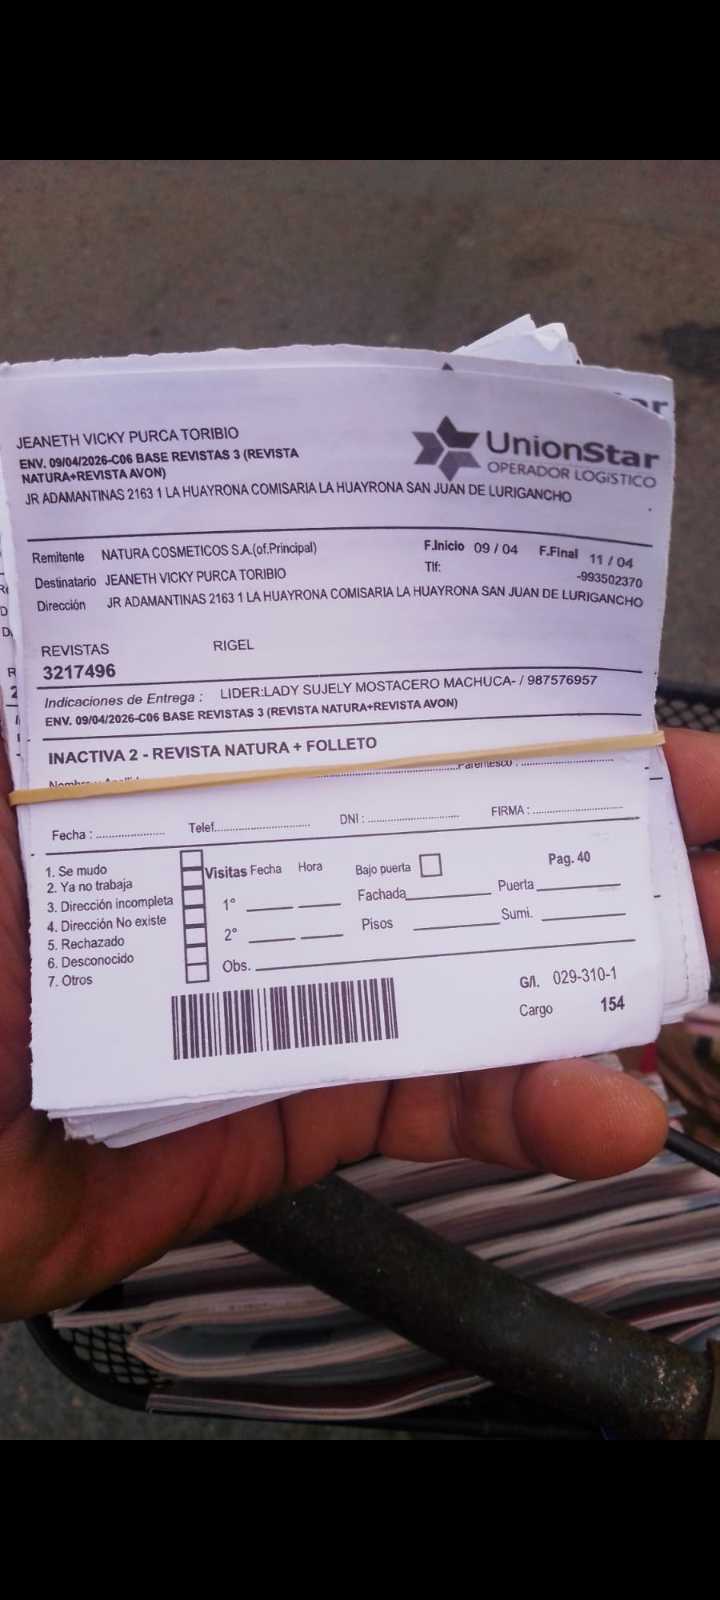 JEANETH VICKY PURCA TORIBIO
ENV. 09/04/2026-C06 BASE REVISTAS 3 (REVISTA
NATURA+REVISTA AVON)
JR ADAMANTINAS 2163 1 LA HUAYRONA COMISARIA LA HUAYRONA SAN JUAN DE LURIGANCHO
UnionStar
OPERADOR LOGÍSTICO
Remitente NATURA COSMETICOS S.A.(of.Principal) F.Inicio 09 / 04 F.Final 11 / 04
Destinatario JEANETH VICKY PURCA TORIBIO Tlf: -993502370
Dirección JR ADAMANTINAS 2163 1 LA HUAYRONA COMISARIA LA HUAYRONA SAN JUAN DE LURIGANCHO
REVISTAS RIGEL
3217496
Indicaciones de Entrega : LIDER:LADY SUJELY MOSTACERO MACHUCA- / 987576957
ENV. 09/04/2026-C06 BASE REVISTAS 3 (REVISTA NATURA+REVISTA AVON)
INACTIVA 2 - REVISTA NATURA + FOLLETO
Parentesco :
Fecha : Telef. DNI : FIRMA :
1. Se mudo
2. Ya no trabaja
3. Dirección incompleta
4. Dirección No existe
5. Rechazado
6. Desconocido
7. Otros
Visitas Fecha Hora Bajo puerta Pag. 40
1° Fachada Puerta
2° Pisos Sumi.
Obs.
G/I. 029-310-1
Cargo 154